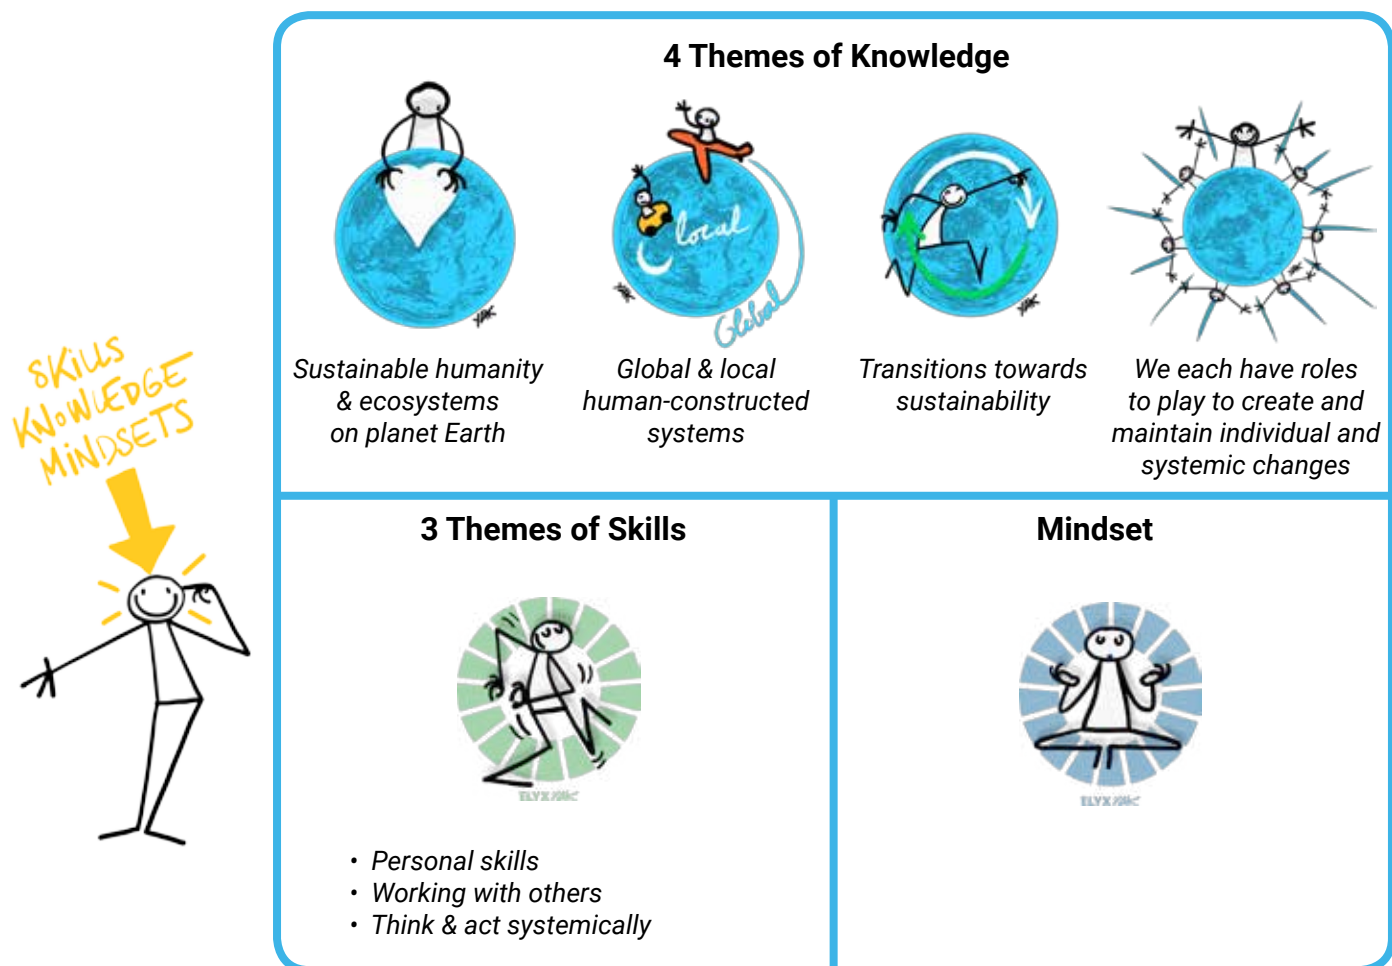 4 Themes of Knowledge
local
Global
Sustainable humanity
& ecosystems
on planet Earth
Global & local
human-constructed
systems
Transitions towards
sustainability
We each have roles
to play to create and
maintain individual and
systemic changes
SKiLLS
KNOWLEDGE
MiNDSETS
3 Themes of Skills
ELYX
• Personal skills
• Working with others
• Think & act systemically
Mindset
ELYX